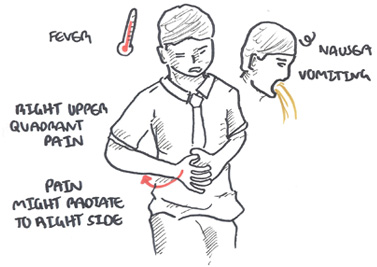 FEVER
NAUSEA
VOMITING
RIGHT UPPER
QUADRANT
PAIN
PAIN
MIGHT RADIATE
TO RIGHT SIDE